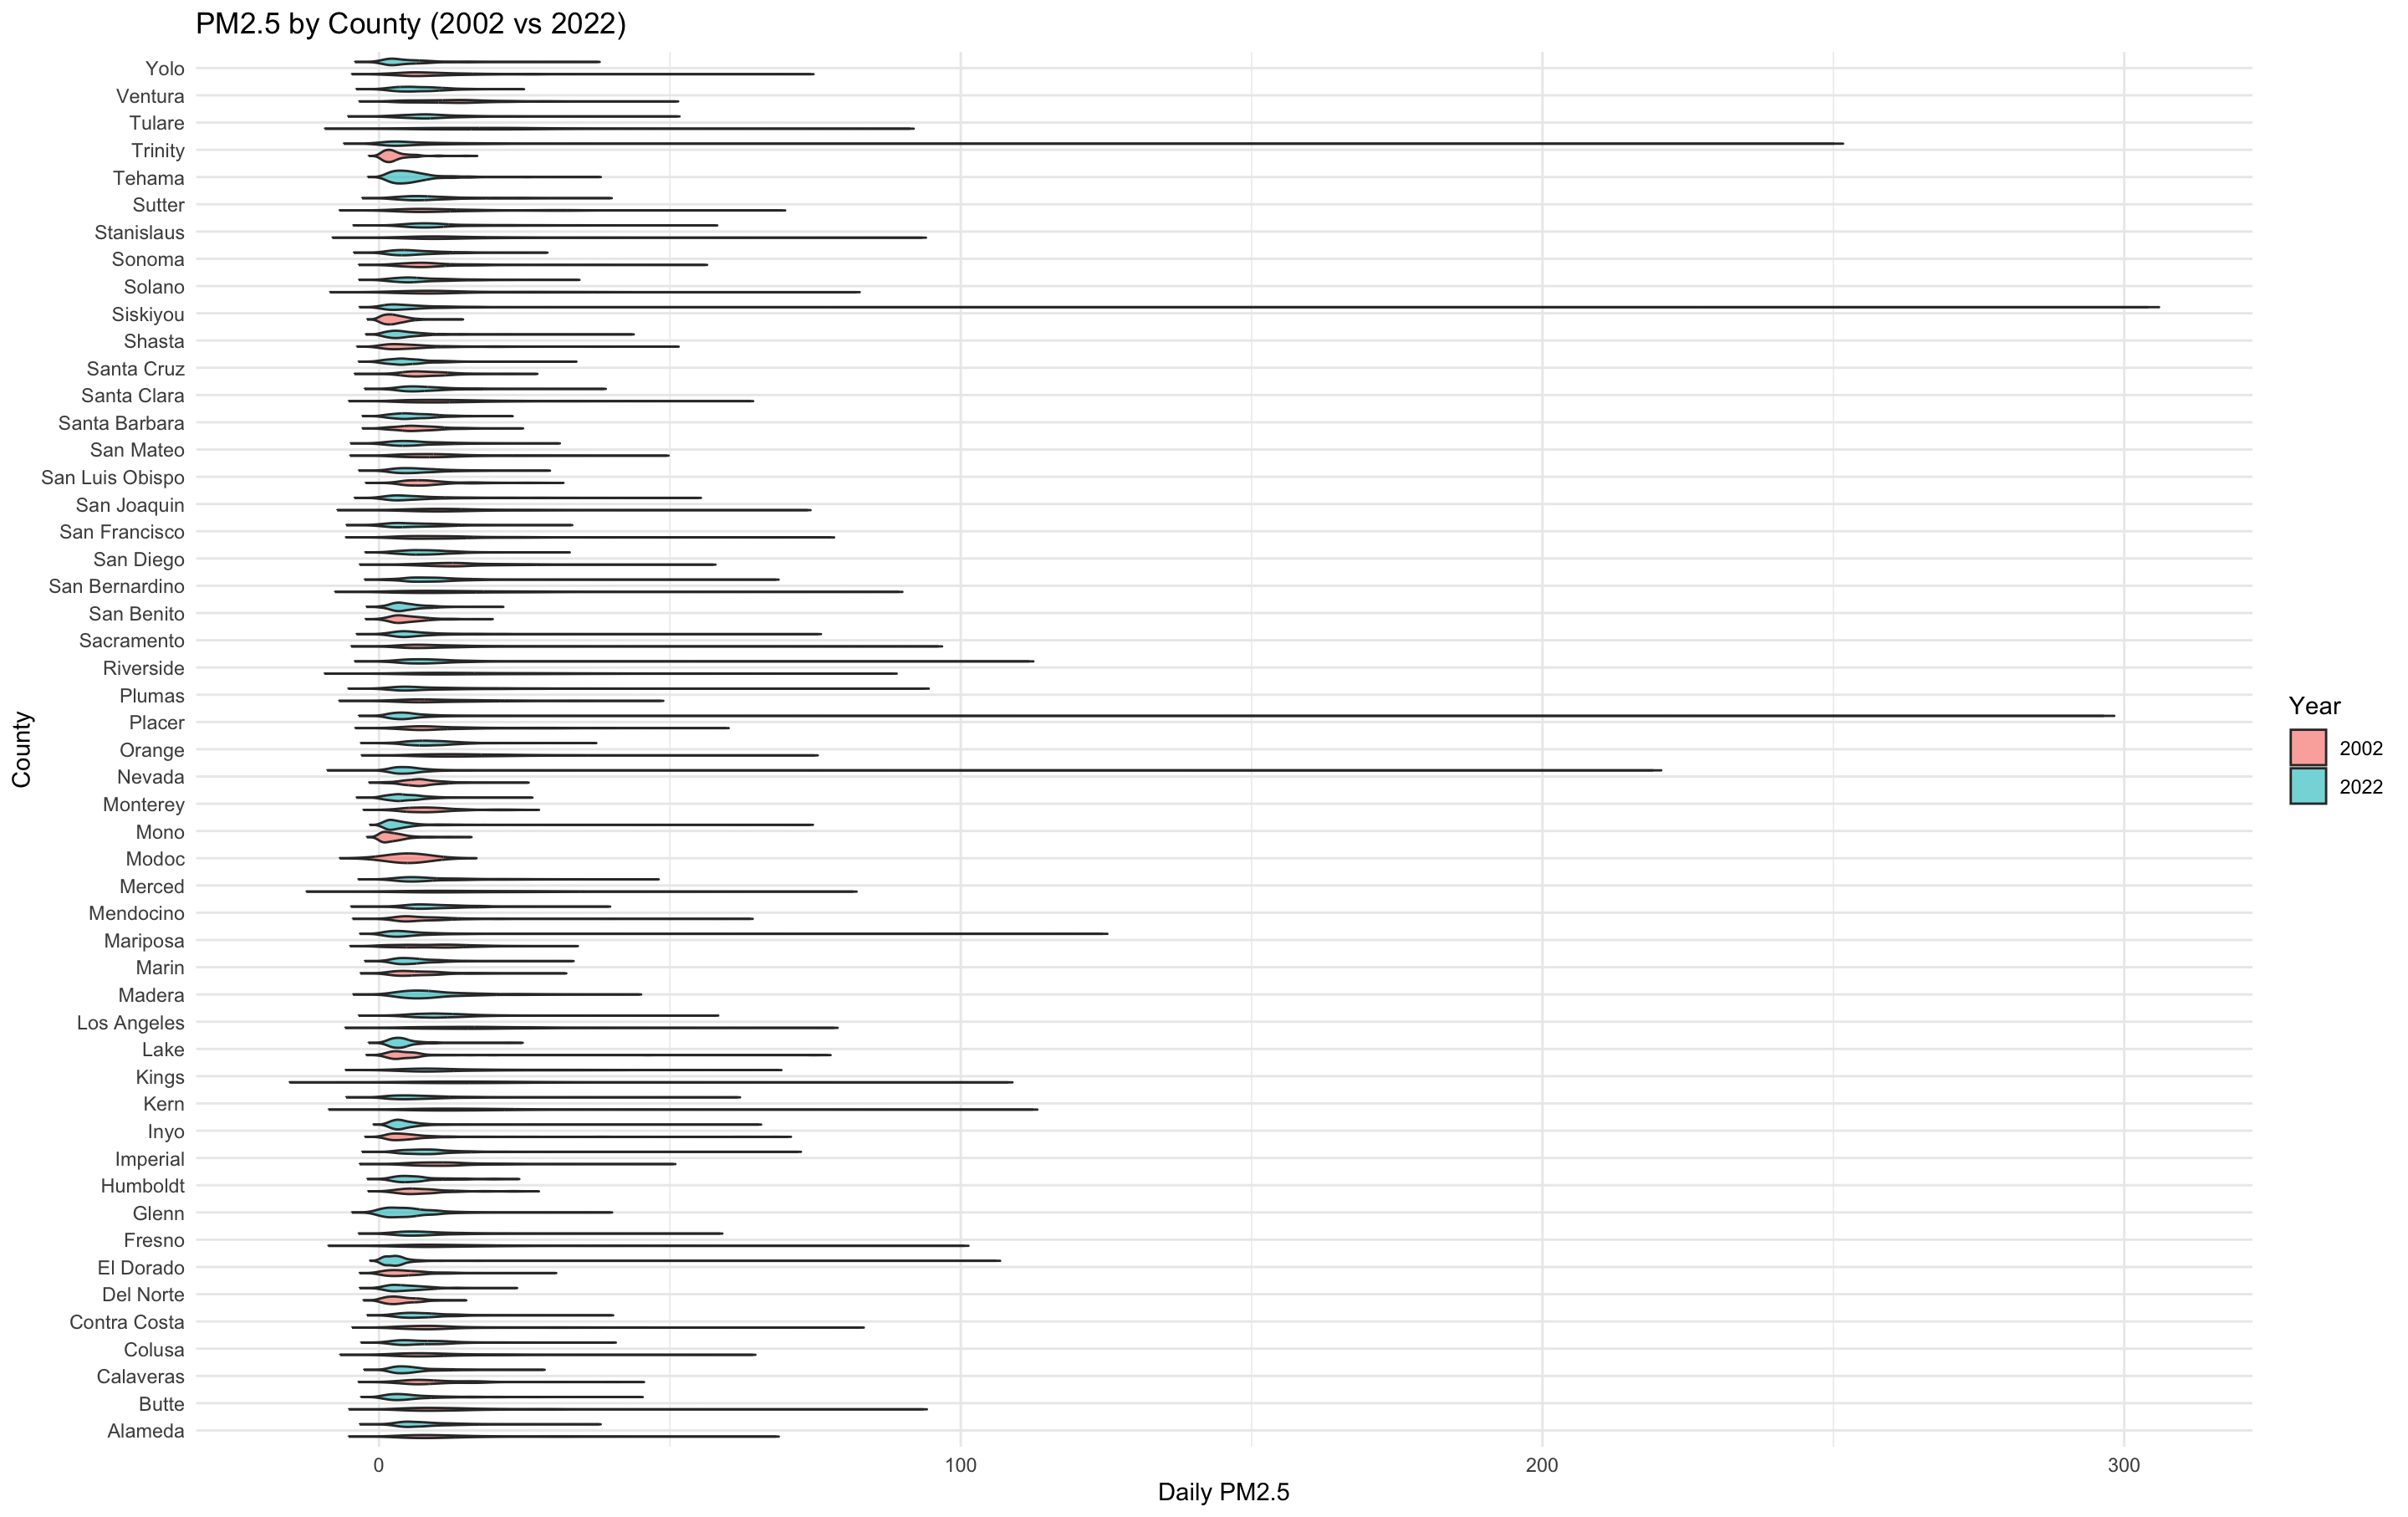 PM2.5 by County (2002 vs 2022)
County
Yolo
Ventura
Tulare
Trinity
Tehama
Sutter
Stanislaus
Sonoma
Solano
Siskiyou
Shasta
Santa Cruz
Santa Clara
Santa Barbara
San Mateo
San Luis Obispo
San Joaquin
San Francisco
San Diego
San Bernardino
San Benito
Sacramento
Riverside
Plumas
Placer
Orange
Nevada
Monterey
Mono
Modoc
Merced
Mendocino
Mariposa
Marin
Madera
Los Angeles
Lake
Kings
Kern
Inyo
Imperial
Humboldt
Glenn
Fresno
El Dorado
Del Norte
Contra Costa
Colusa
Calaveras
Butte
Alameda
0 100 200 300
Daily PM2.5
Year
2002
2022